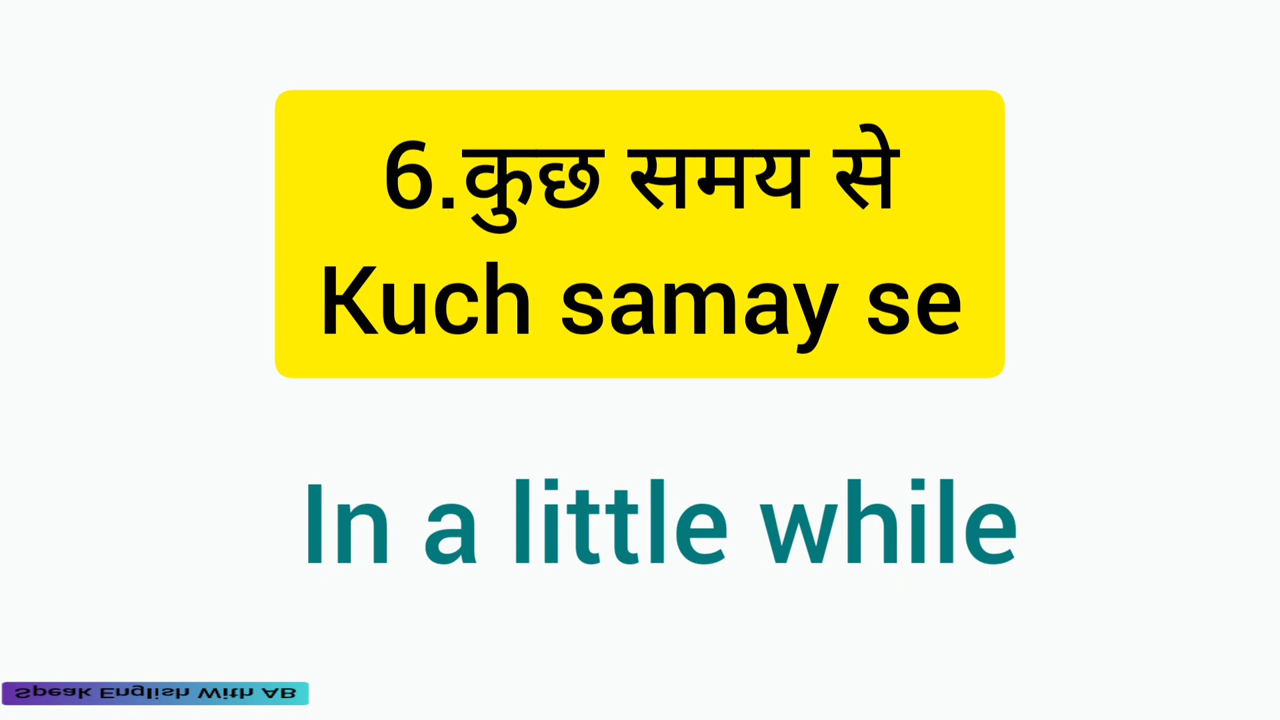 6.कुछ समय से
Kuch samay se
In a little while
Speak English With AB